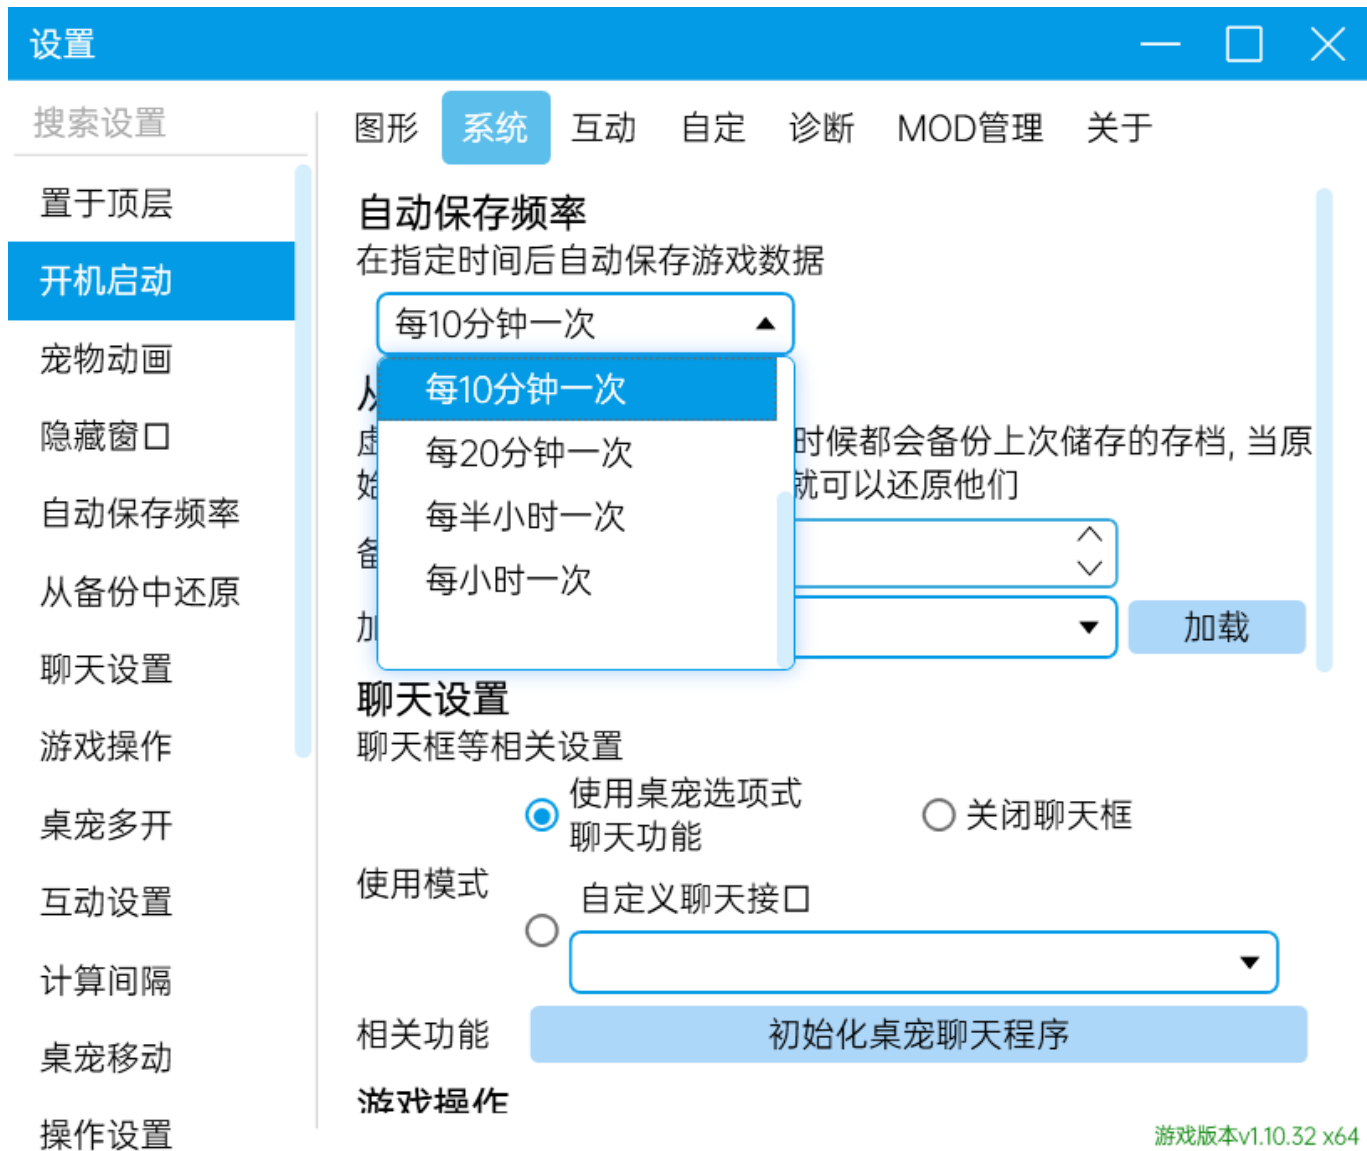 设置
搜索设置
置于顶层
开机启动
宠物动画
隐藏窗口
自动保存频率
从备份中还原
聊天设置
游戏操作
桌宠多开
互动设置
计算间隔
桌宠移动
操作设置
图形 系统 互动 自定 诊断 MOD管理 关于
自动保存频率
在指定时间后自动保存游戏数据
每10分钟一次
每10分钟一次
每20分钟一次
每半小时一次
每小时一次
时候都会备份上次储存的存档, 当原
就可以还原他们
加载
聊天设置
聊天框等相关设置
使用模式
使用桌宠选项式
聊天功能
关闭聊天框
自定义聊天接口
相关功能
初始化桌宠聊天程序
游戏操作
游戏版本v1.10.32 x64